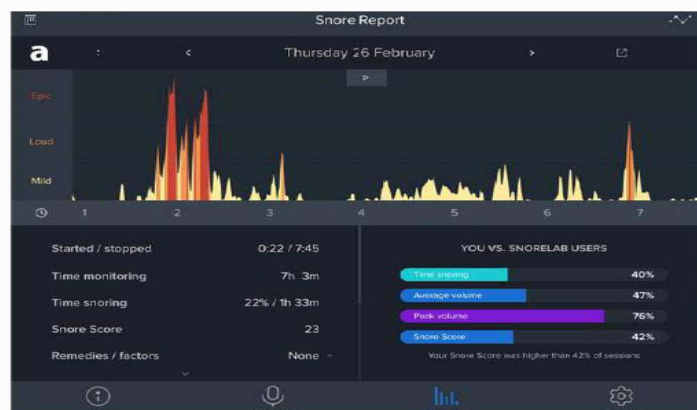 Snore Report
a
Thursday 26 February
Epic
Loud
Mild
1 2 3 4 5 6 7
Started / stopped 0:22 / 7:45
Time monitoring 7h 3m
Time snoring 22% / 1h 33m
Snore Score 23
Remedies / factors None
YOU VS. SNORELAB USERS
Time snoring 40%
Average volume 47%
Peak volume 76%
Snore Score 42%
Your Snore Score was higher than 42% of sessions